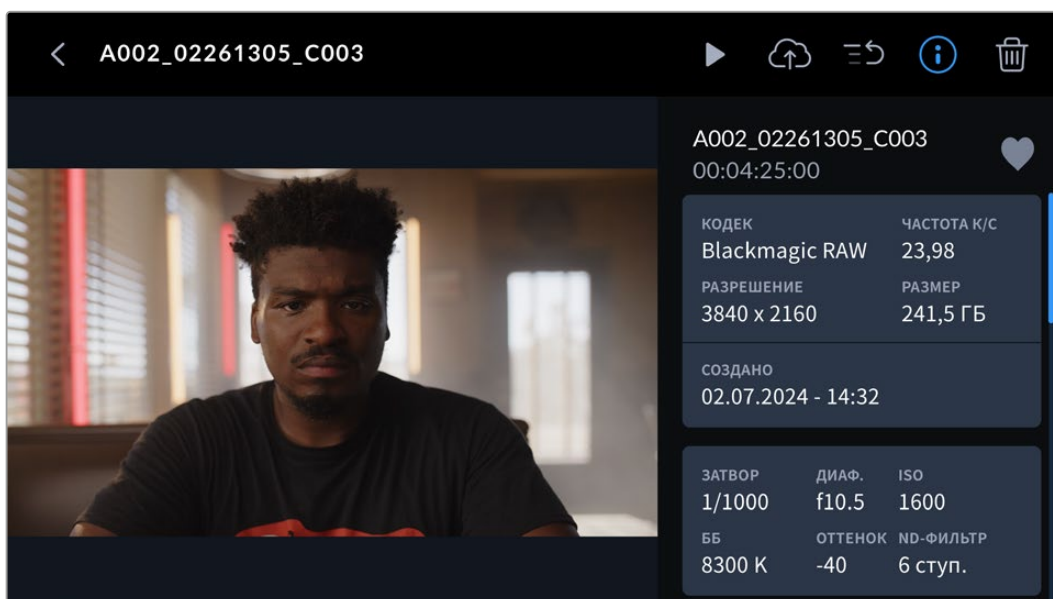 A002_02261305_C003
A002_02261305_C003
00:04:25:00
КОДЕК ЧАСТОТА К/С
Blackmagic RAW 23,98
РАЗРЕШЕНИЕ РАЗМЕР
3840 x 2160 241,5 ГБ
СОЗДАНО
02.07.2024 - 14:32
ЗАТВОР ДИАФ. ISO
1/1000 f10.5 1600
ББ ОТТЕНОК ND-ФИЛЬТР
8300 K -40 6 ступ.